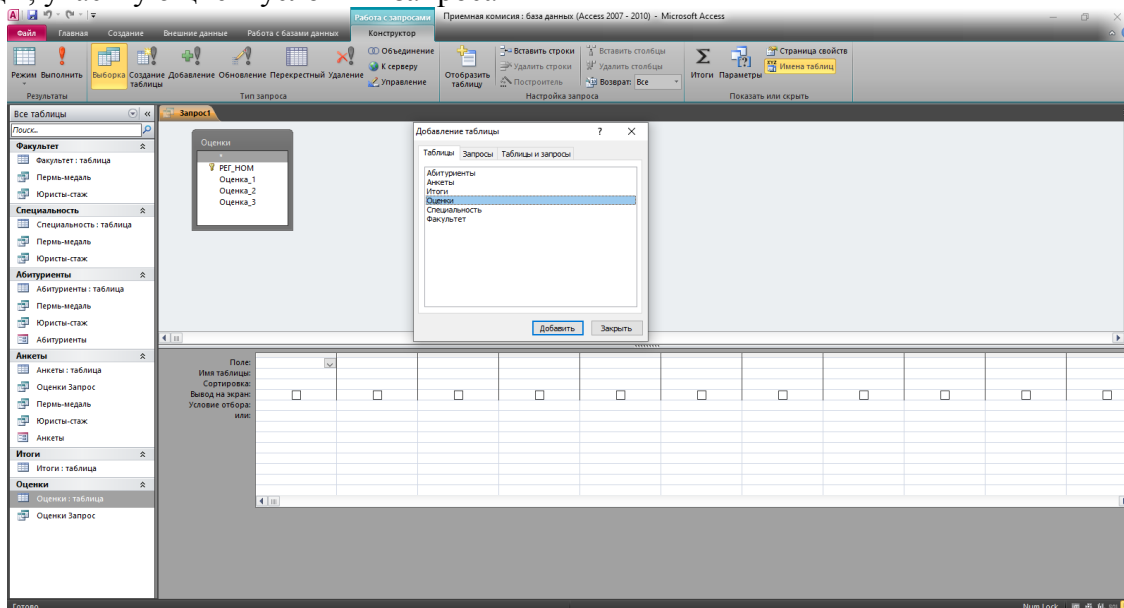 Работа с запросами
Приемная комисия : база данных (Access 2007 - 2010) - Microsoft Access
Файл Главная Создание Внешние данные Работа с базами данных Конструктор
Режим Выполнить
Выборка Создание таблицы Добавление Обновление Перекрестный Удаление
Объединение
К серверу
Управление
Отобразить таблицу
Вставить строки
Удалить строки
Построитель
Вставить столбцы
Удалить столбцы
Возврат: Все
Итоги Параметры
Страница свойств
Имена таблиц
Результаты Тип запроса Настройка запроса Показать или скрыть
Все таблицы
Поиск...
Факультет
Факультет : таблица
Пермь-медаль
Юристы-стаж
Специальность
Специальность : таблица
Пермь-медаль
Юристы-стаж
Абитуриенты
Абитуриенты : таблица
Пермь-медаль
Юристы-стаж
Абитуриенты
Анкеты
Анкеты : таблица
Оценки Запрос
Пермь-медаль
Юристы-стаж
Анкеты
Итоги
Итоги : таблица
Оценки
Оценки : таблица
Оценки Запрос
Запрос1
Оценки
*
РЕГ_НОМ
Оценка_1
Оценка_2
Оценка_3
Добавление таблицы ? X
Таблицы Запросы Таблицы и запросы
Абитуриенты
Анкеты
Итоги
Оценки
Специальность
Факультет
Добавить Закрыть
Поле:
Имя таблицы:
Сортировка:
Вывод на экран:
Условие отбора:
или:
Готово
Num Lock